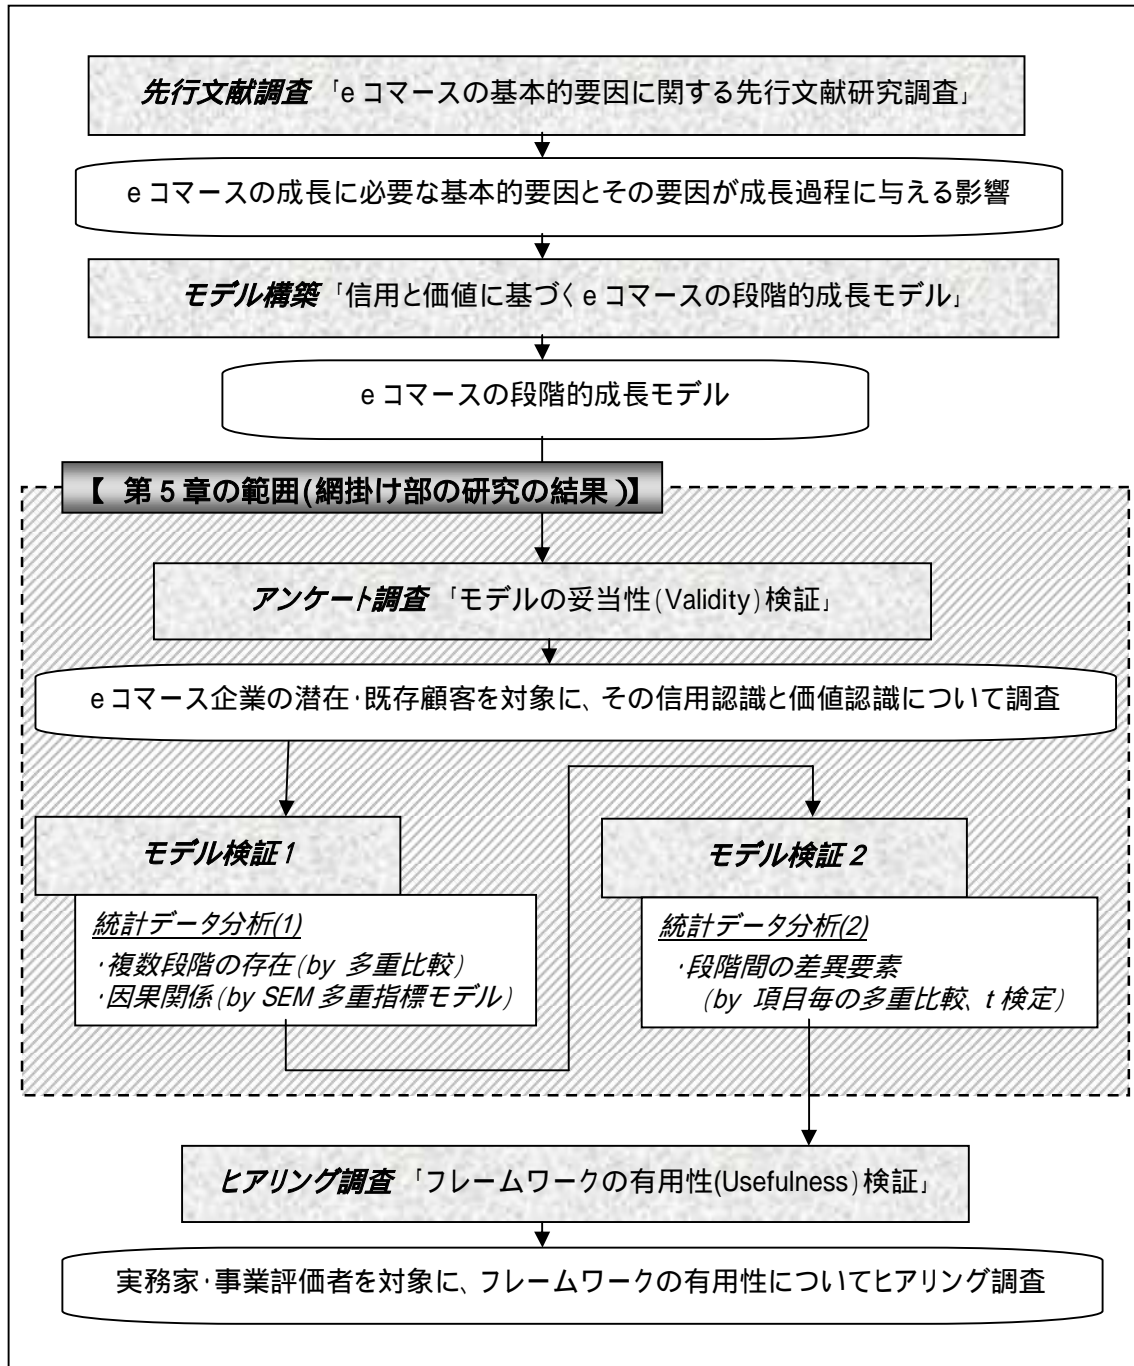 先行文献調査 「e コマースの基本的要因に関する先行文献研究調査」
e コマースの成長に必要な基本的要因とその要因が成長過程に与える影響
モデル構築 「信用と価値に基づく e コマースの段階的成長モデル」
e コマースの段階的成長モデル
【 第 5 章の範囲(網掛け部の研究の結果)】
アンケート調査 「モデルの妥当性(Validity)検証」
e コマース企業の潜在・既存顧客を対象に、その信用認識と価値認識について調査
モデル検証 1
統計データ分析(1)
・複数段階の存在(by 多重比較)
・因果関係(by SEM 多重指標モデル)
モデル検証 2
統計データ分析(2)
・段階間の差異要素
(by 項目毎の多重比較、t 検定)
ヒアリング調査 「フレームワークの有用性(Usefulness)検証」
実務家・事業評価者を対象に、フレームワークの有用性についてヒアリング調査